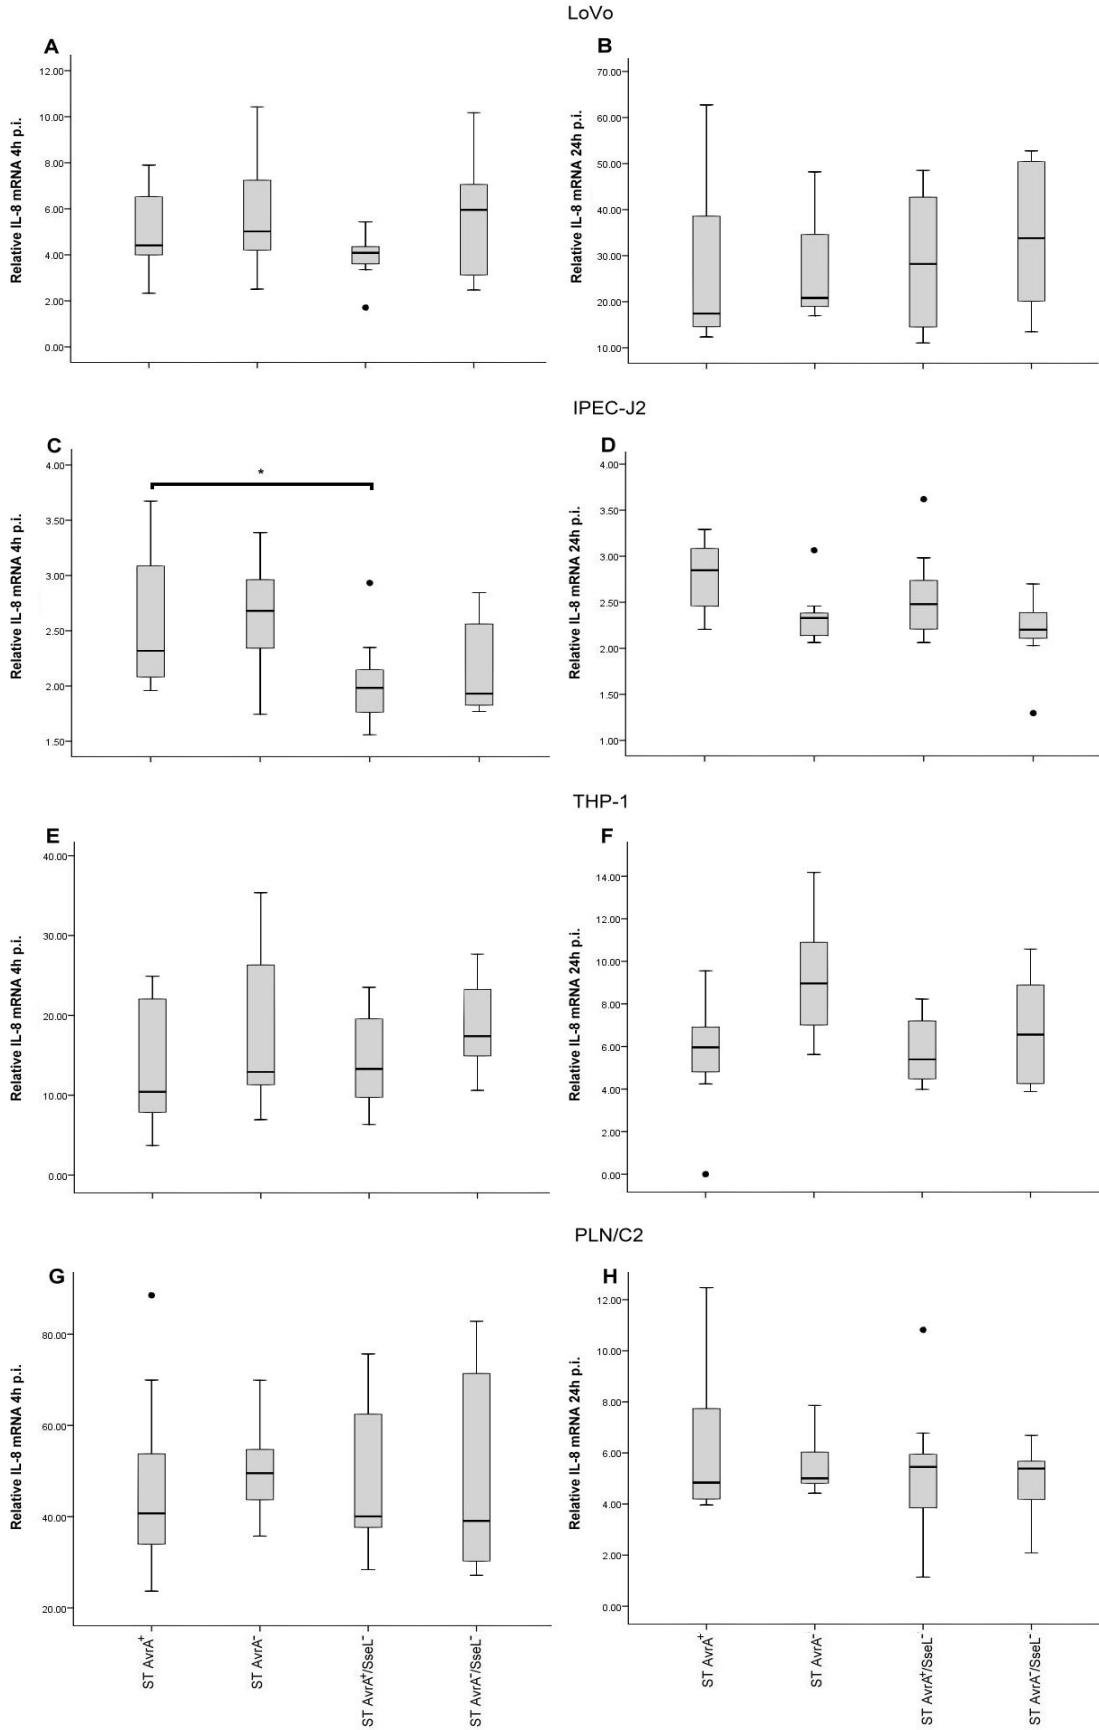 LoVo
A
B
Relative IL-8 mRNA 4h p.i.
12.00
10.00
8.00
6.00
4.00
2.00
0.00
Relative IL-8 mRNA 24h p.i.
70.00
60.00
50.00
40.00
30.00
20.00
10.00
IPEC-J2
C
D
Relative IL-8 mRNA 4h p.i.
4.00
3.50
3.00
2.50
2.00
1.50
*
Relative IL-8 mRNA 24h p.i.
4.00
3.50
3.00
2.50
2.00
1.50
1.00
THP-1
E
F
Relative IL-8 mRNA 4h p.i.
40.00
30.00
20.00
10.00
0.00
Relative IL-8 mRNA 24h p.i.
14.00
12.00
10.00
8.00
6.00
4.00
2.00
0.00
PLN/C2
G
H
Relative IL-8 mRNA 4h p.i.
80.00
60.00
40.00
20.00
Relative IL-8 mRNA 24h p.i.
12.00
10.00
8.00
6.00
4.00
2.00
0.00
ST AvrA⁺
ST AvrA⁻
ST AvrA⁺/SseL⁻
ST AvrA⁻/SseL⁻
ST AvrA⁺
ST AvrA⁻
ST AvrA⁺/SseL⁻
ST AvrA⁻/SseL⁻